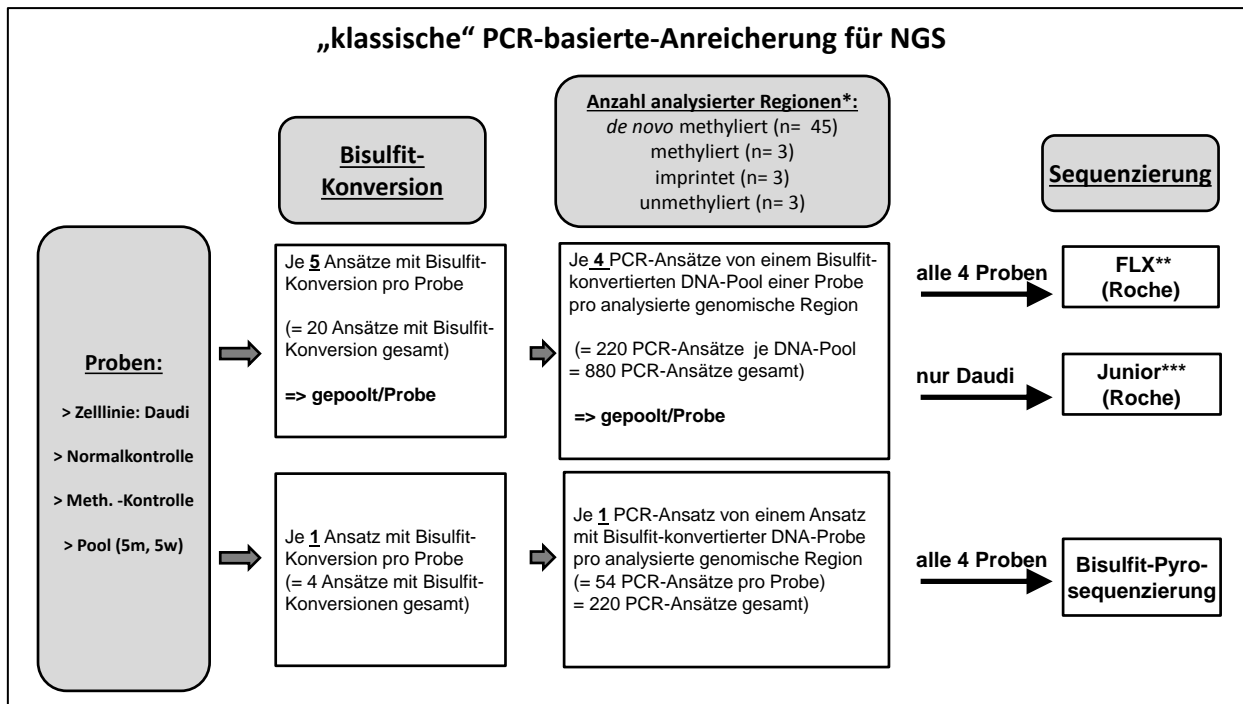 „klassische“ PCR-basierte-Anreicherung für NGS
Bisulfit-
Konversion
Anzahl analysierter Regionen*:
de novo methyliert (n= 45)
methyliert (n= 3)
imprintet (n= 3)
unmethyliert (n= 3)
Sequenzierung
Proben:
> Zelllinie: Daudi
> Normalkontrolle
> Meth. -Kontrolle
> Pool (5m, 5w)
Je 5 Ansätze mit Bisulfit-
Konversion pro Probe
(= 20 Ansätze mit Bisulfit-
Konversion gesamt)
=> gepoolt/Probe
Je 4 PCR-Ansätze von einem Bisulfit-
konvertierten DNA-Pool einer Probe
pro analysierte genomische Region
(= 220 PCR-Ansätze je DNA-Pool
= 880 PCR-Ansätze gesamt)
=> gepoolt/Probe
alle 4 Proben
FLX**
(Roche)
nur Daudi
Junior***
(Roche)
Je 1 Ansatz mit Bisulfit-
Konversion pro Probe
(= 4 Ansätze mit Bisulfit-
Konversionen gesamt)
Je 1 PCR-Ansatz von einem Ansatz
mit Bisulfit-konvertierter DNA-Probe
pro analysierte genomische Region
(= 54 PCR-Ansätze pro Probe)
= 220 PCR-Ansätze gesamt)
alle 4 Proben
Bisulfit-Pyro-
sequenzierung